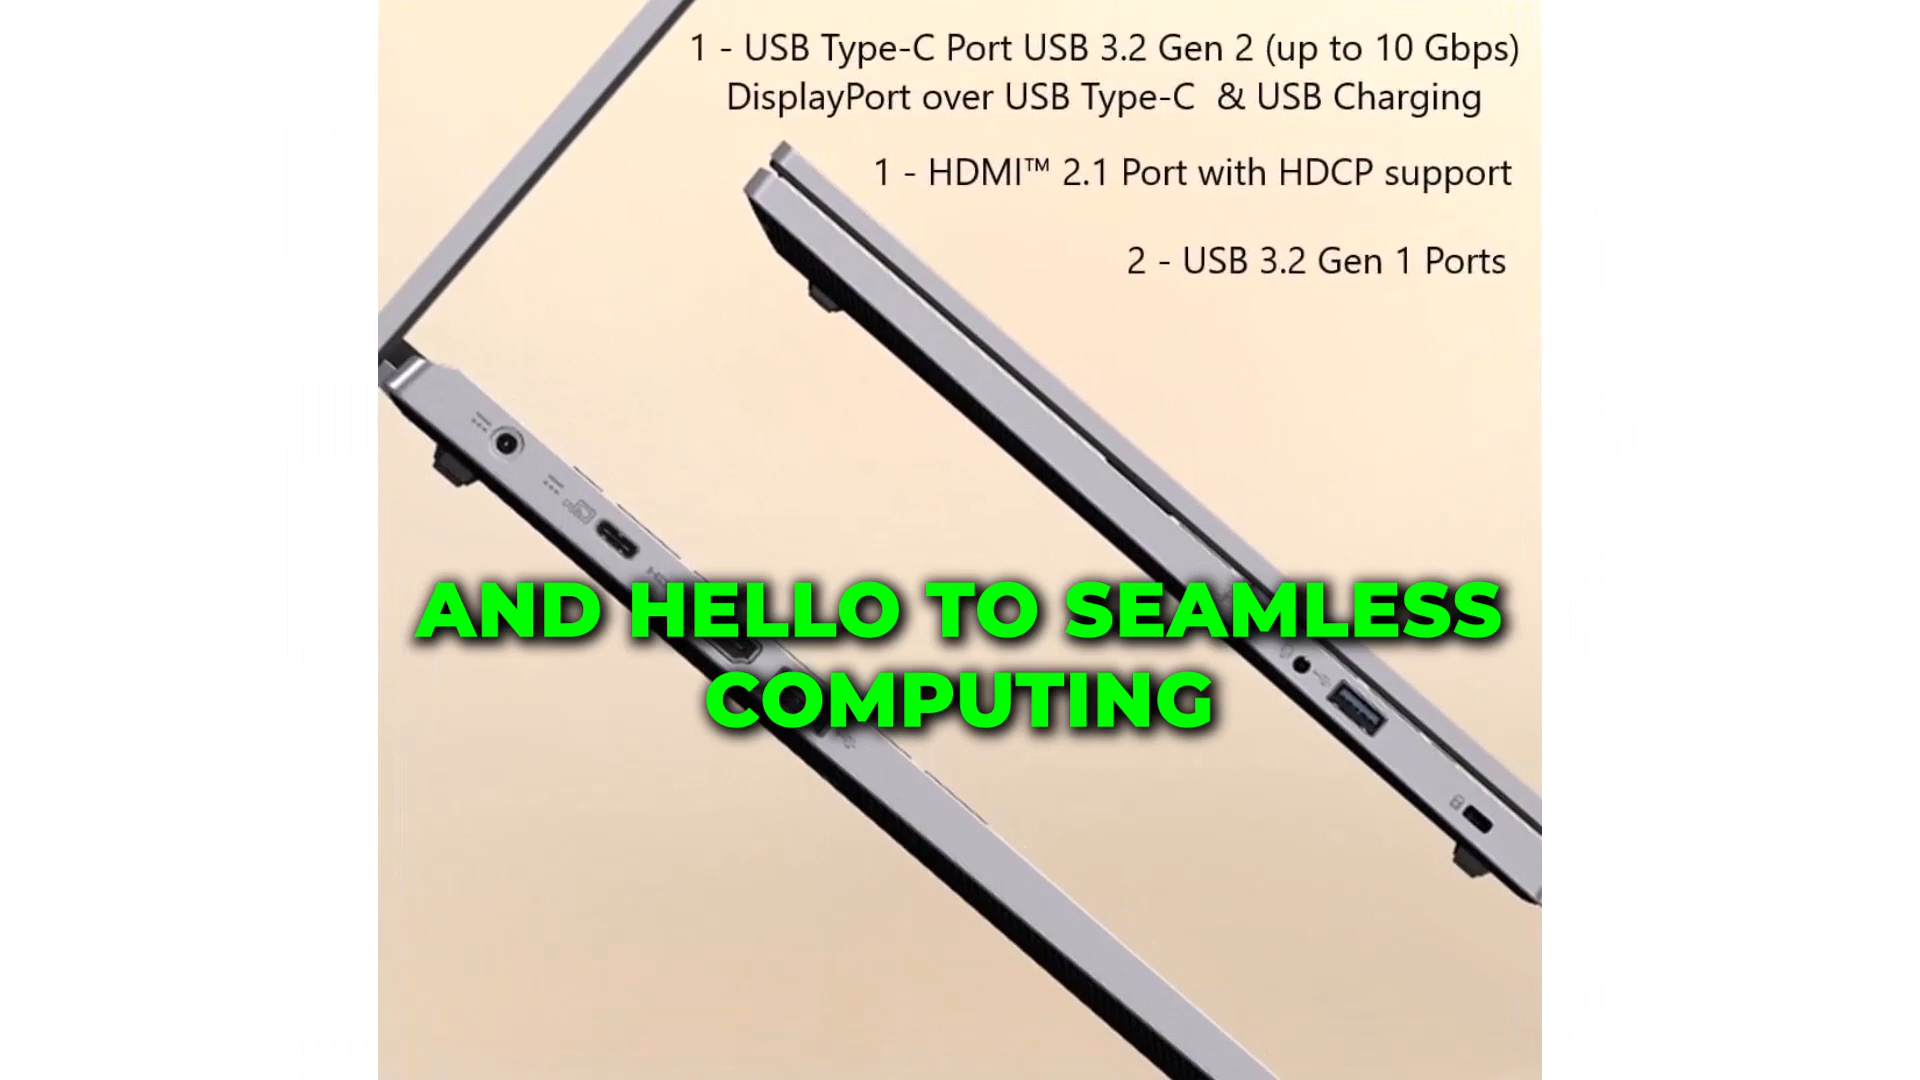 1 - USB Type-C Port USB 3.2 Gen 2 (up to 10 Gbps)
DisplayPort over USB Type-C & USB Charging
1 - HDMI™ 2.1 Port with HDCP support
2 - USB 3.2 Gen 1 Ports
AND HELLO TO SEAMLESS
COMPUTING